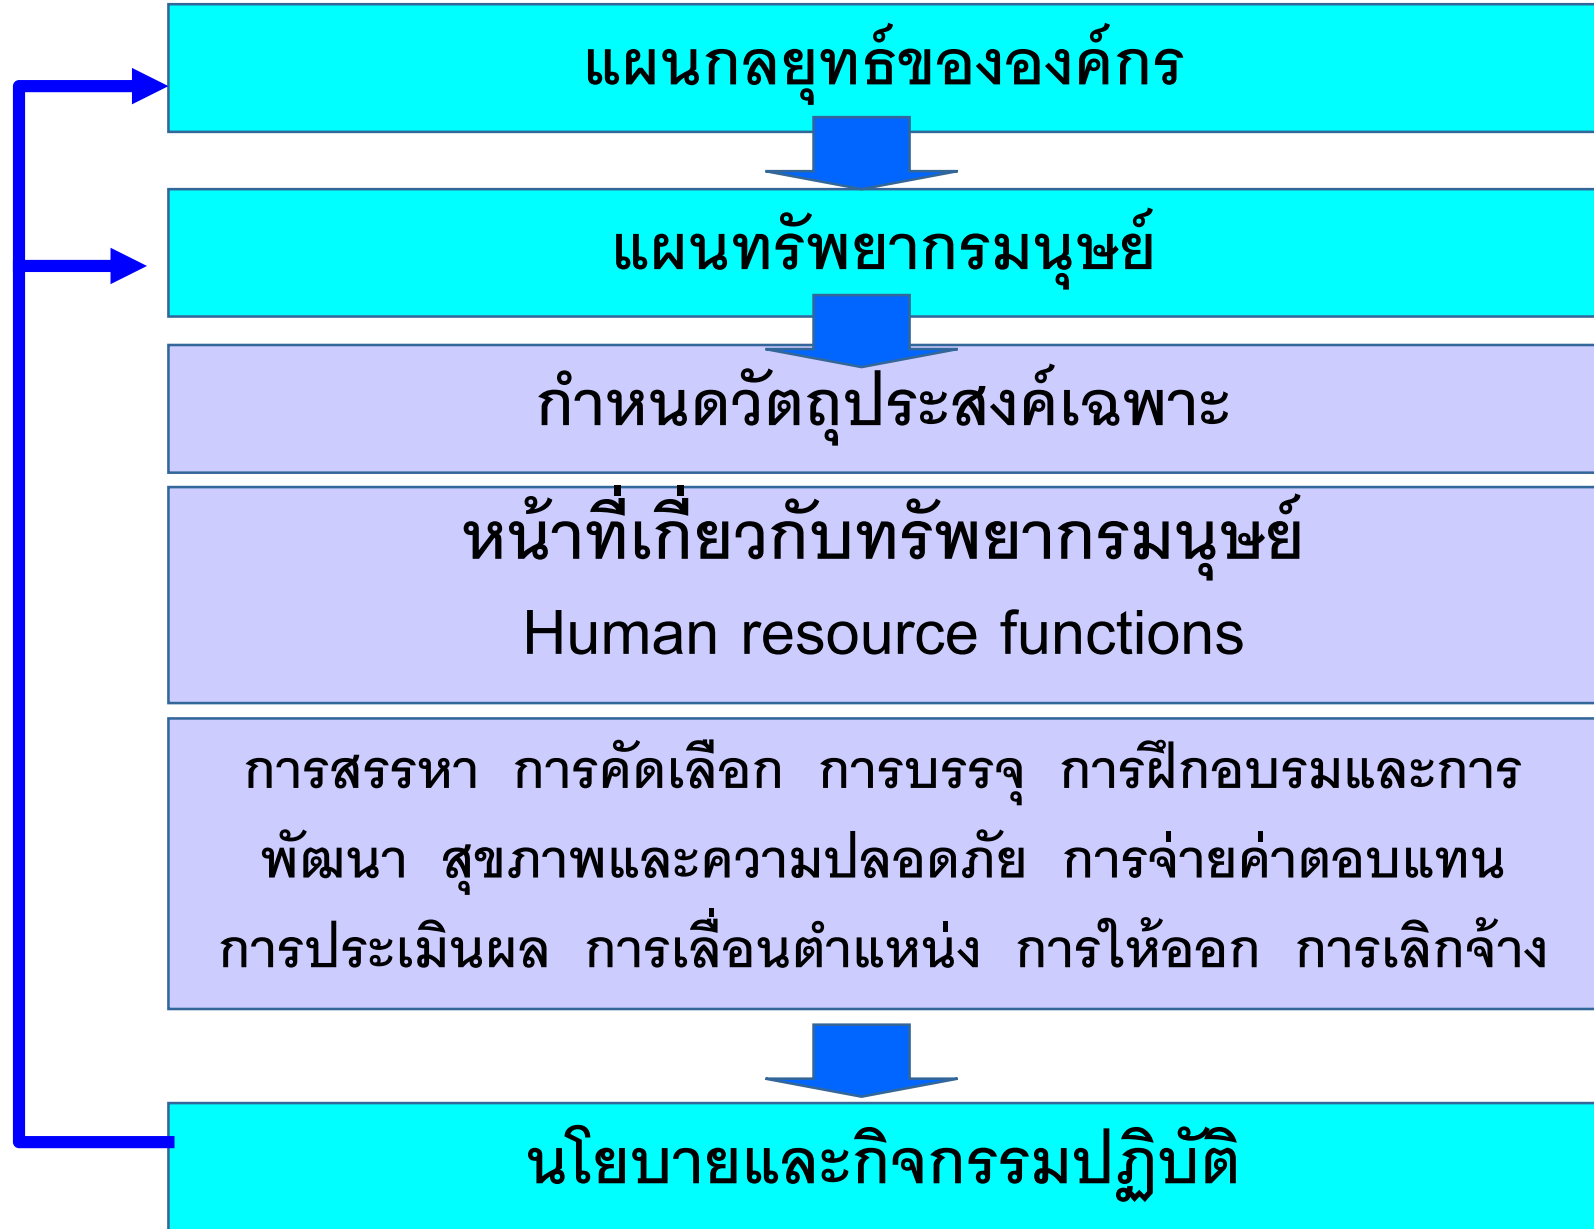 แผนกลยุทธ์ขององค์กร
แผนทรัพยากรมนุษย์
กำหนดวัตถุประสงค์เฉพาะ
หน้าที่เกี่ยวกับทรัพยากรมนุษย์
Human resource functions
การสรรหา การคัดเลือก การบรรจุ การฝึกอบรมและการ
พัฒนา สุขภาพและความปลอดภัย การจ่ายค่าตอบแทน
การประเมินผล การเลื่อนตำแหน่ง การให้ออก การเลิกจ้าง
นโยบายและกิจกรรมปฏิบัติ